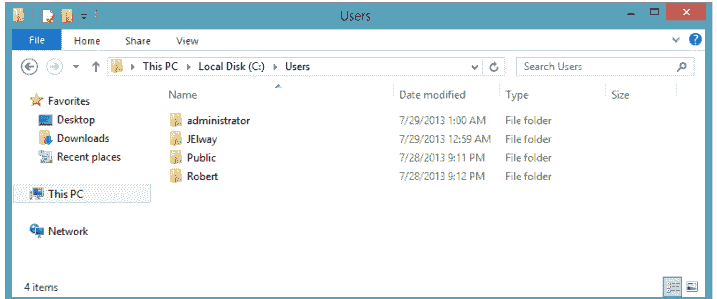 Users
File Home Share View
This PC Local Disk (C:) Users Search Users
Name Date modified Type Size
Favorites
Desktop
Downloads
Recent places
This PC
Network
administrator 7/29/2013 1:00 AM File folder
JElway 7/29/2013 12:59 AM File folder
Public 7/28/2013 9:11 PM File folder
Robert 7/28/2013 9:12 PM File folder
4 items